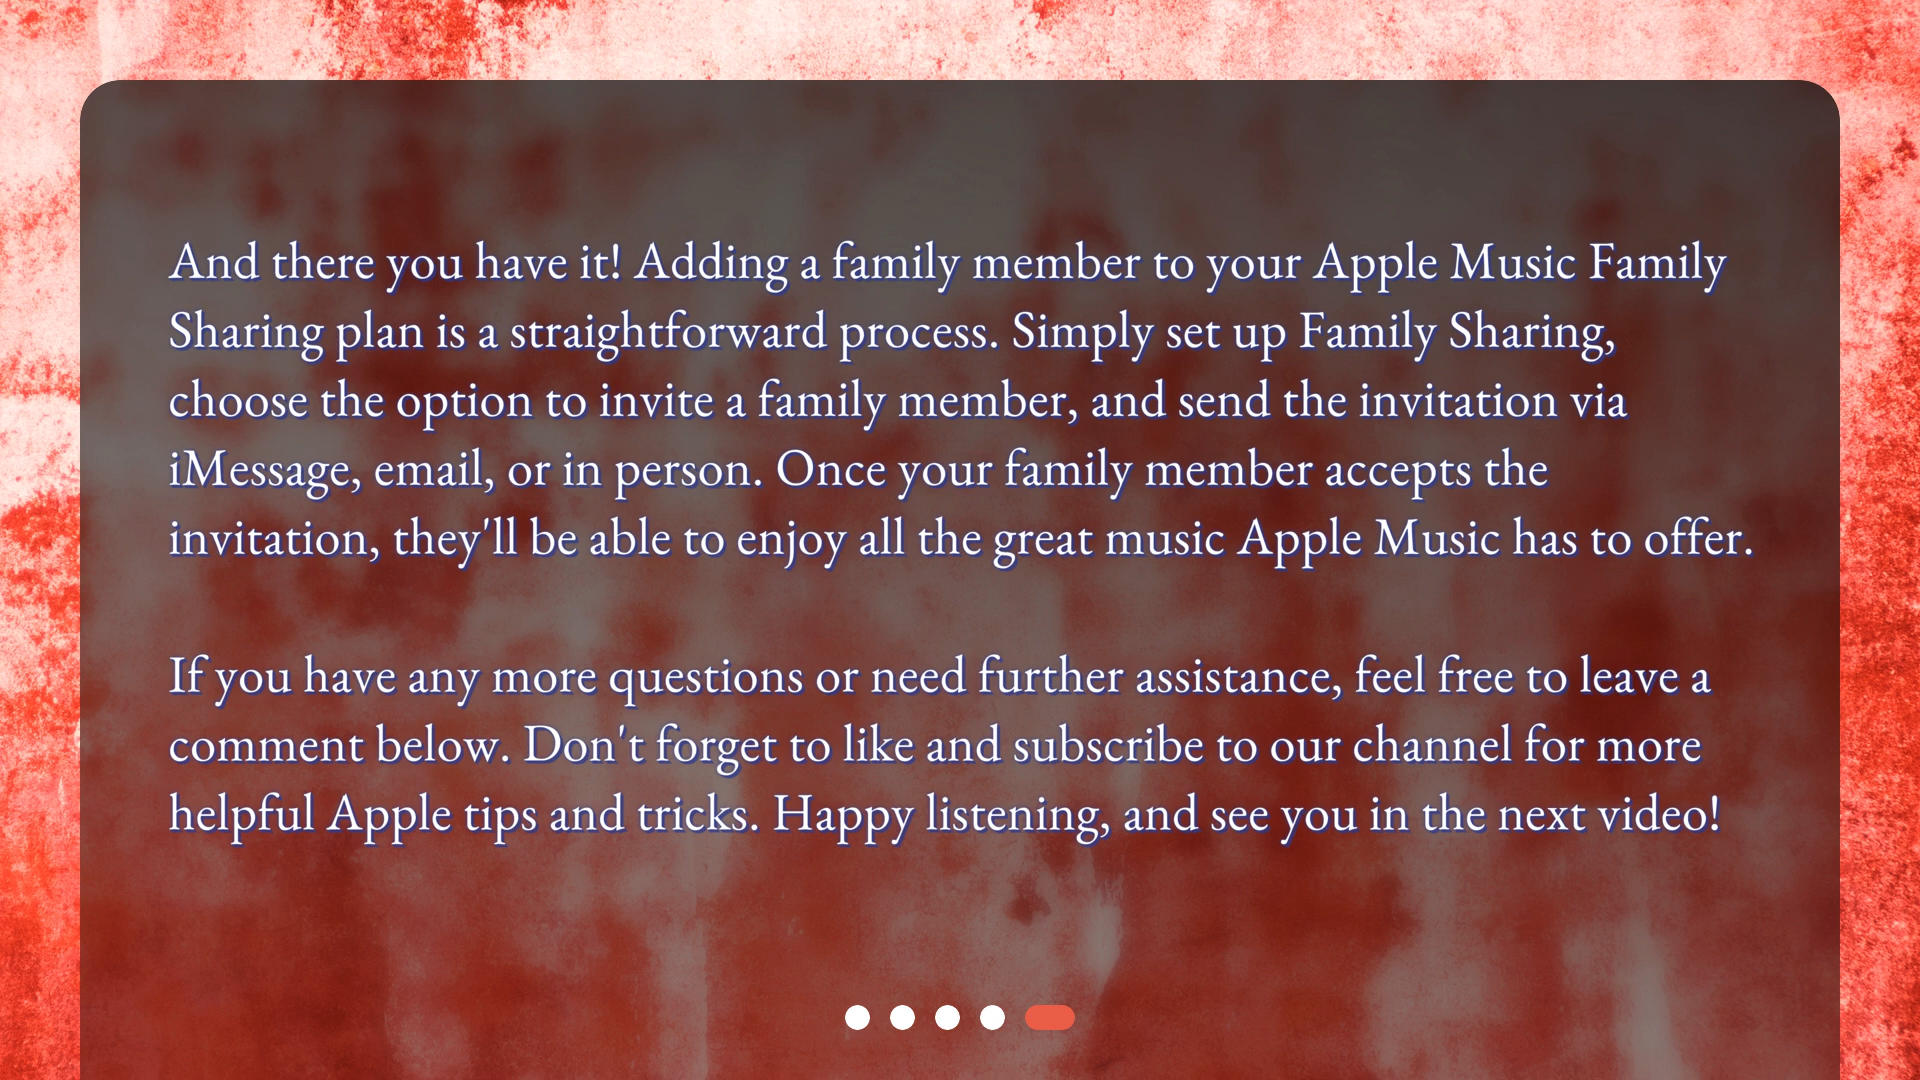 And there you have it! Adding a family member to your Apple Music Family
Sharing plan is a straightforward process. Simply set up Family Sharing,
choose the option to invite a family member, and send the invitation via
iMessage, email, or in person. Once your family member accepts the
invitation, they'll be able to enjoy all the great music Apple Music has to offer.
If you have any more questions or need further assistance, feel free to leave a
comment below. Don't forget to like and subscribe to our channel for more
helpful Apple tips and tricks. Happy listening, and see you in the next video!